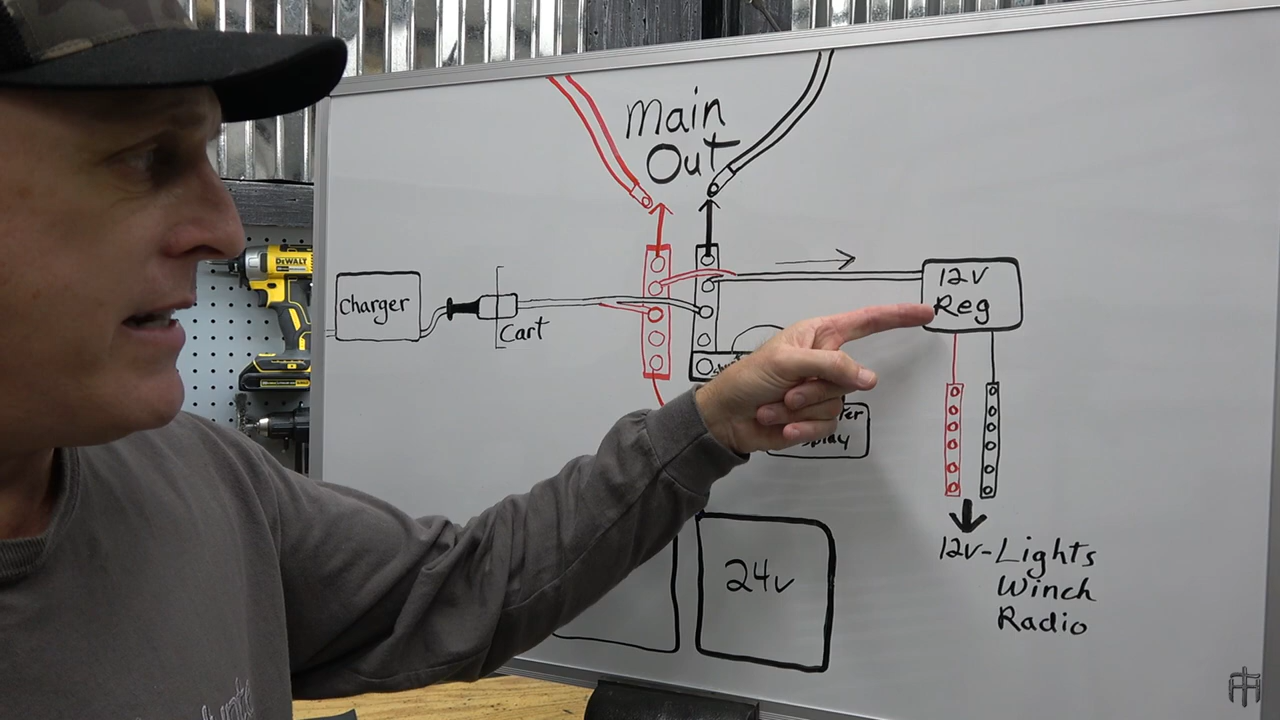 Main
Out
DEWALT
Charger
Cart
12V
Reg
24v
12v-Lights
Winch
Radio